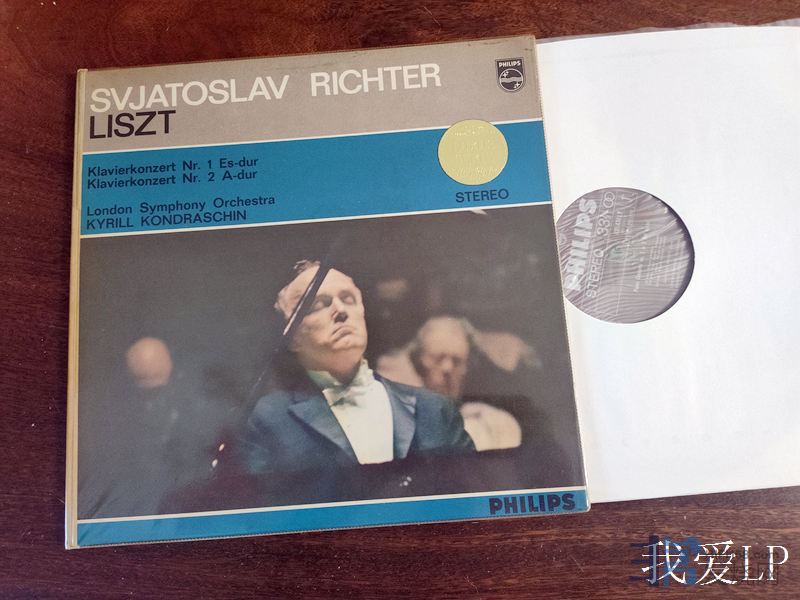 PHILIPS
SVJATOSLAV RICHTER
LISZT
Klavierkonzert Nr. 1 Es-dur
Klavierkonzert Nr. 2 A-dur
London Symphony Orchestra
KYRILL KONDRASCHIN
STEREO
PHILIPS
PHILIPS
STEREO 33
我爱LP